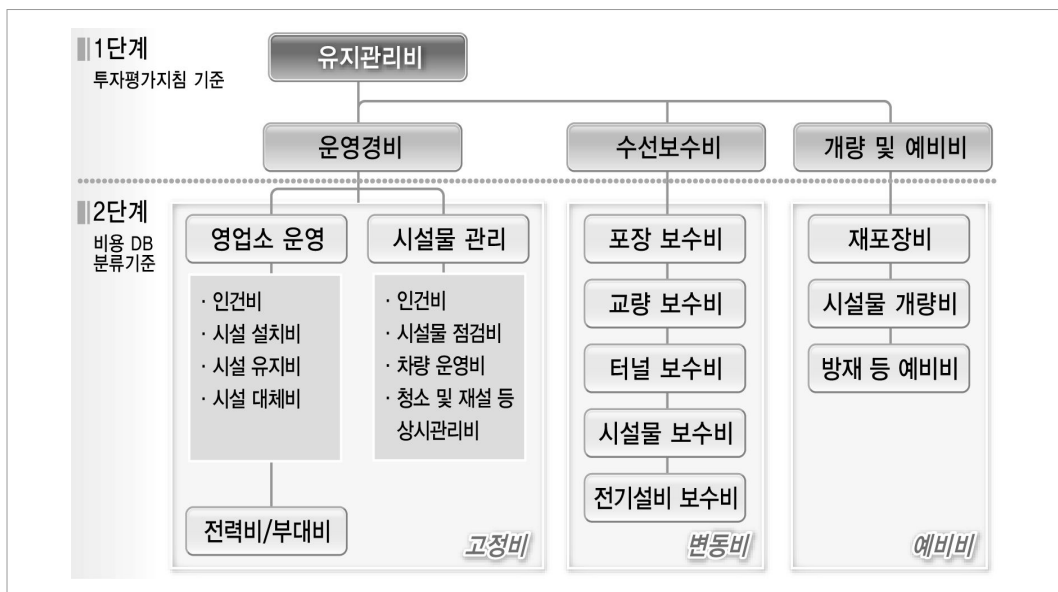 1단계
투자평가지침 기준
유지관리비
운영경비
수선보수비
개량 및 예비비
2단계
비용 DB
분류기준
영업소 운영
· 인건비
· 시설 설치비
· 시설 유지비
· 시설 대체비
전력비/부대비
시설물 관리
· 인건비
· 시설물 점검비
· 차량 운영비
· 청소 및 재설 등
상시관리비
고정비
포장 보수비
교량 보수비
터널 보수비
시설물 보수비
전기설비 보수비
변동비
재포장비
시설물 개량비
방재 등 예비비
예비비